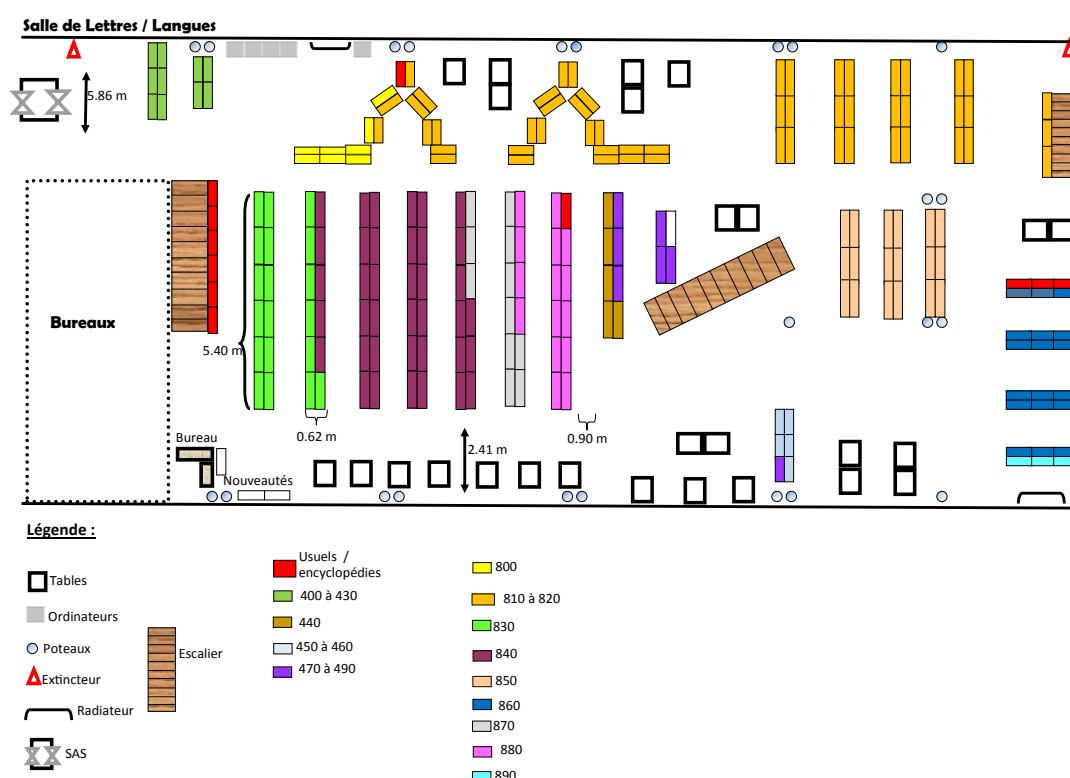 Salle de Lettres / Langues
5.86 m
Bureaux
5.40 m
0.62 m
2.41 m
0.90 m
Bureau
Nouveautés
Légende :
Tables
Ordinateurs
Poteaux
Extincteur
Radiateur
SAS
Escalier
Usuels /
encyclopédies
400 à 430
440
450 à 460
470 à 490
800
810 à 820
830
840
850
860
870
880
890